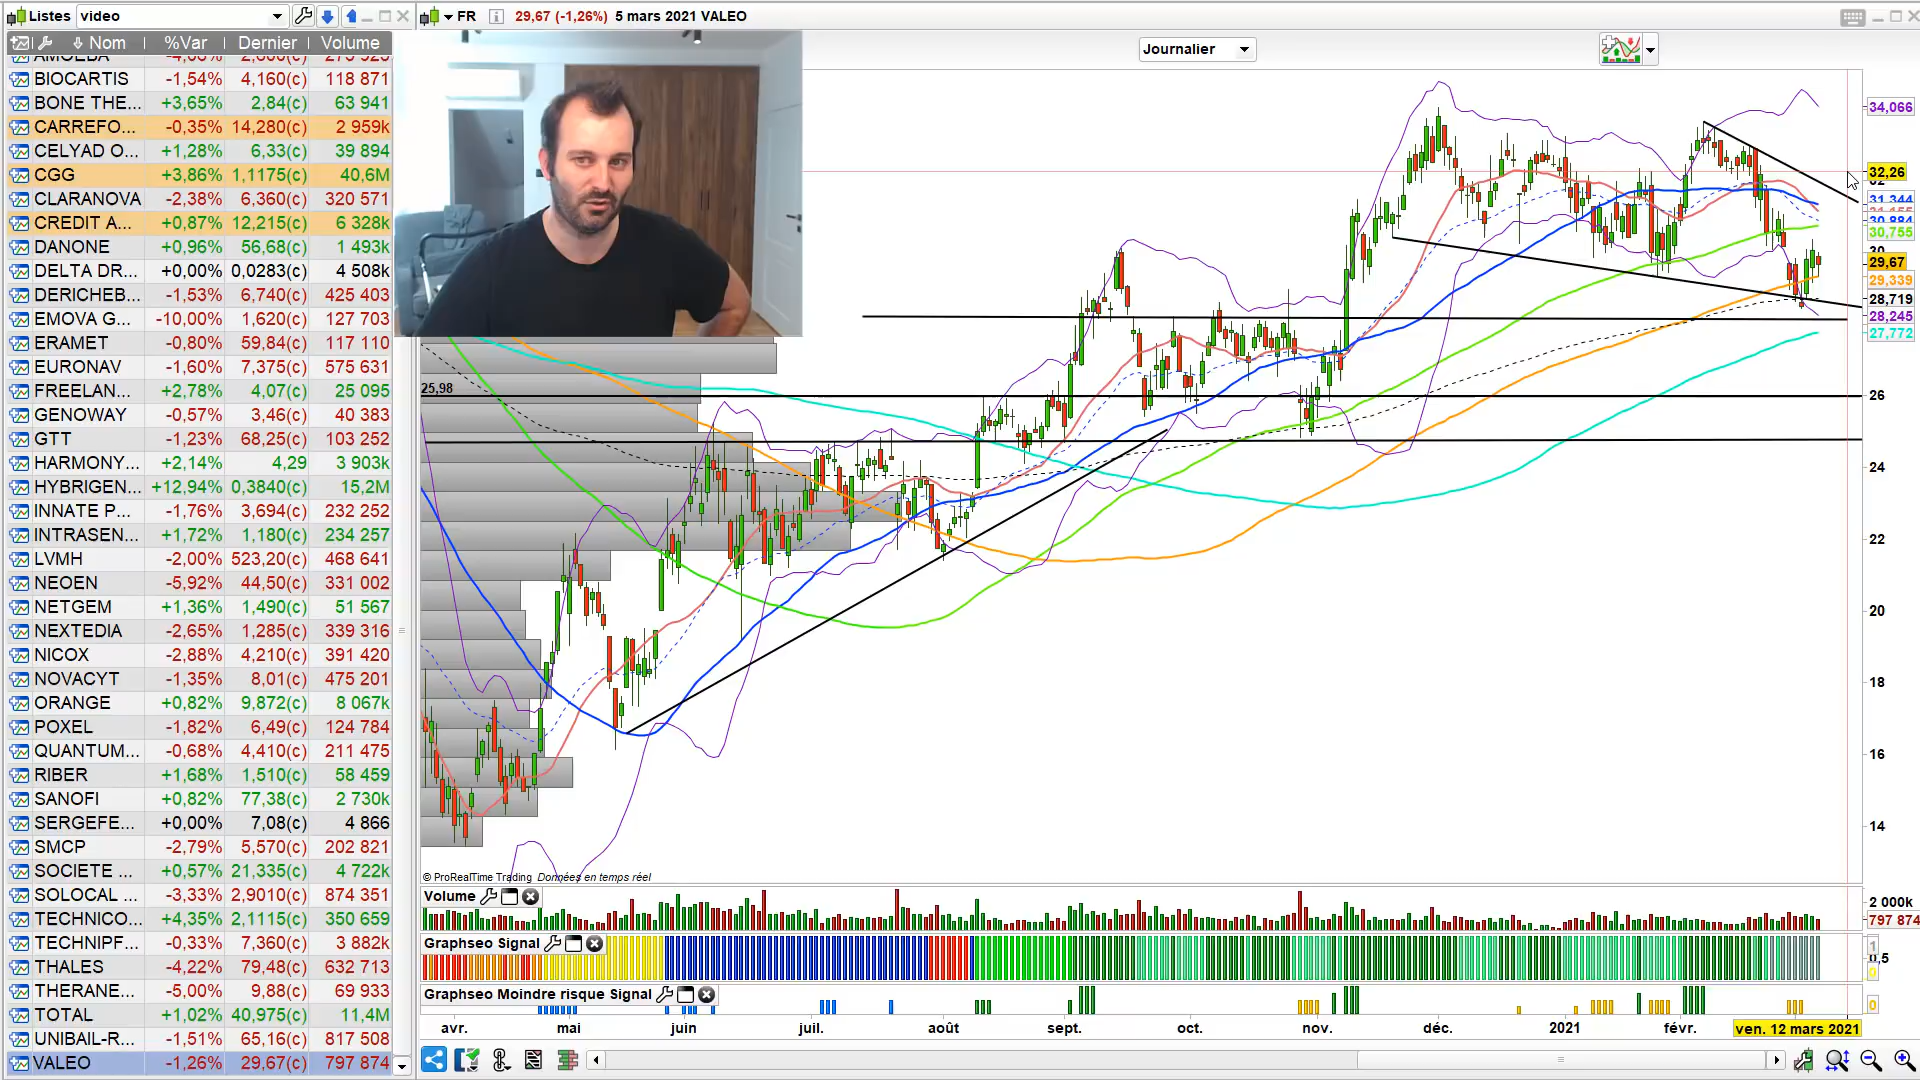 Listes video
FR 29,67 (-1,26%) 5 mars 2021 VALEO
Nom %Var Dernier Volume
Journalier
BIOCARTIS -1,54% 4,160(c) 118 871
BONE THE... +3,65% 2,84(c) 63 941
CARREFO... -0,35% 14,280(c) 2 959k
CELYAD O... +1,28% 6,33(c) 39 894
CGG +3,86% 1,1175(c) 40,6M
CLARANOVA -2,38% 6,360(c) 320 571
CREDIT A... +0,87% 12,215(c) 6 328k
DANONE +0,96% 56,68(c) 1 493k
DELTA DR... +0,00% 0,0283(c) 4 508k
DERICHEB... -1,53% 6,740(c) 425 403
EMOVA G... -10,00% 1,620(c) 127 703
ERAMET -0,80% 59,84(c) 117 110
EURONAV -1,60% 7,375(c) 575 631
FREELAN... +2,78% 4,07(c) 25 095
GENOWAY -0,57% 3,46(c) 40 383
GTT -1,23% 68,25(c) 103 252
HARMONY... +2,14% 4,29 3 903k
HYBRIGEN... +12,94% 0,3840(c) 15,2M
INNATE P... -1,76% 3,694(c) 232 252
INTRASEN... +1,72% 1,180(c) 234 257
LVMH -2,00% 523,20(c) 468 641
NEOEN -5,92% 44,50(c) 331 002
NETGEM +1,36% 1,490(c) 51 567
NEXTEDIA -2,65% 1,285(c) 339 316
NICOX -2,88% 4,210(c) 391 420
NOVACYT -1,35% 8,01(c) 475 201
ORANGE +0,82% 9,872(c) 8 067k
POXEL -1,82% 6,49(c) 124 784
QUANTUM... -0,68% 4,410(c) 211 475
RIBER +1,68% 1,510(c) 58 459
SANOFI +0,82% 77,38(c) 2 730k
SERGEFE... +0,00% 7,08(c) 4 866
SMCP -2,79% 5,570(c) 202 821
SOCIETE ... +0,57% 21,335(c) 4 722k
SOLOCAL ... -3,33% 2,9010(c) 874 351
TECHNICO... +4,35% 2,1115(c) 350 659
TECHNIPF... -0,33% 7,360(c) 3 882k
THALES -4,22% 79,48(c) 632 713
THERANE... -5,00% 9,88(c) 69 933
TOTAL +1,02% 40,975(c) 11,4M
UNIBAIL-R... -1,51% 65,16(c) 817 508
VALEO -1,26% 29,67(c) 797 874
34,066
32,26
31,344
30,884
30,755
30
29,67
29,339
28,719
28,245
27,772
25,98
26
24
22
20
18
16
14
© ProRealTime Trading Données en temps réel
Volume
2 000k
797 874
Graphseo Signal
1
0,5
0
Graphseo Moindre risque Signal
0
avr. mai juin juil. août sept. oct. nov. déc. 2021 févr. ven. 12 mars 2021